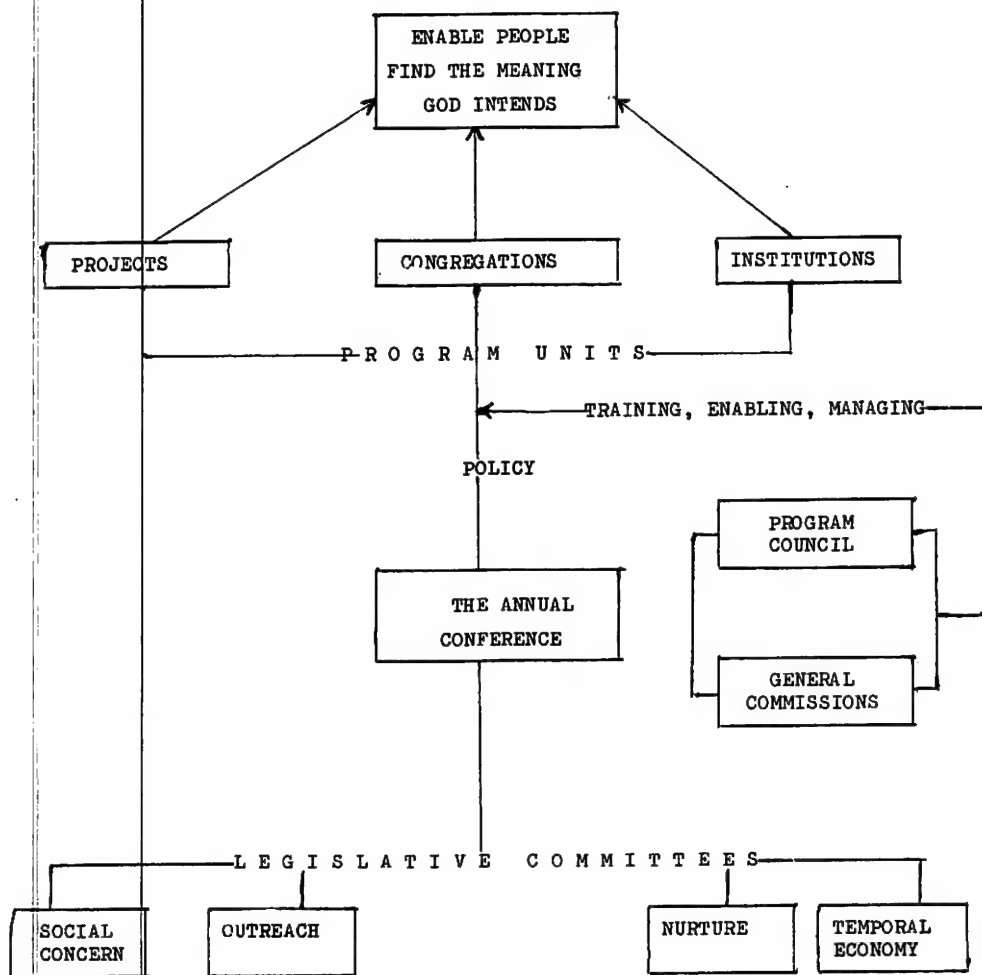 ENABLE PEOPLE
FIND THE MEANING
GOD INTENDS
PROJECTS
CONGREGATIONS
INSTITUTIONS
PROGRAM UNITS
TRAINING, ENABLING, MANAGING
POLICY
PROGRAM
COUNCIL
THE ANNUAL
CONFERENCE
GENERAL
COMMISSIONS
LEGISLATIVE COMMITTEES
SOCIAL
CONCERN
OUTREACH
NURTURE
TEMPORAL
ECONOMY